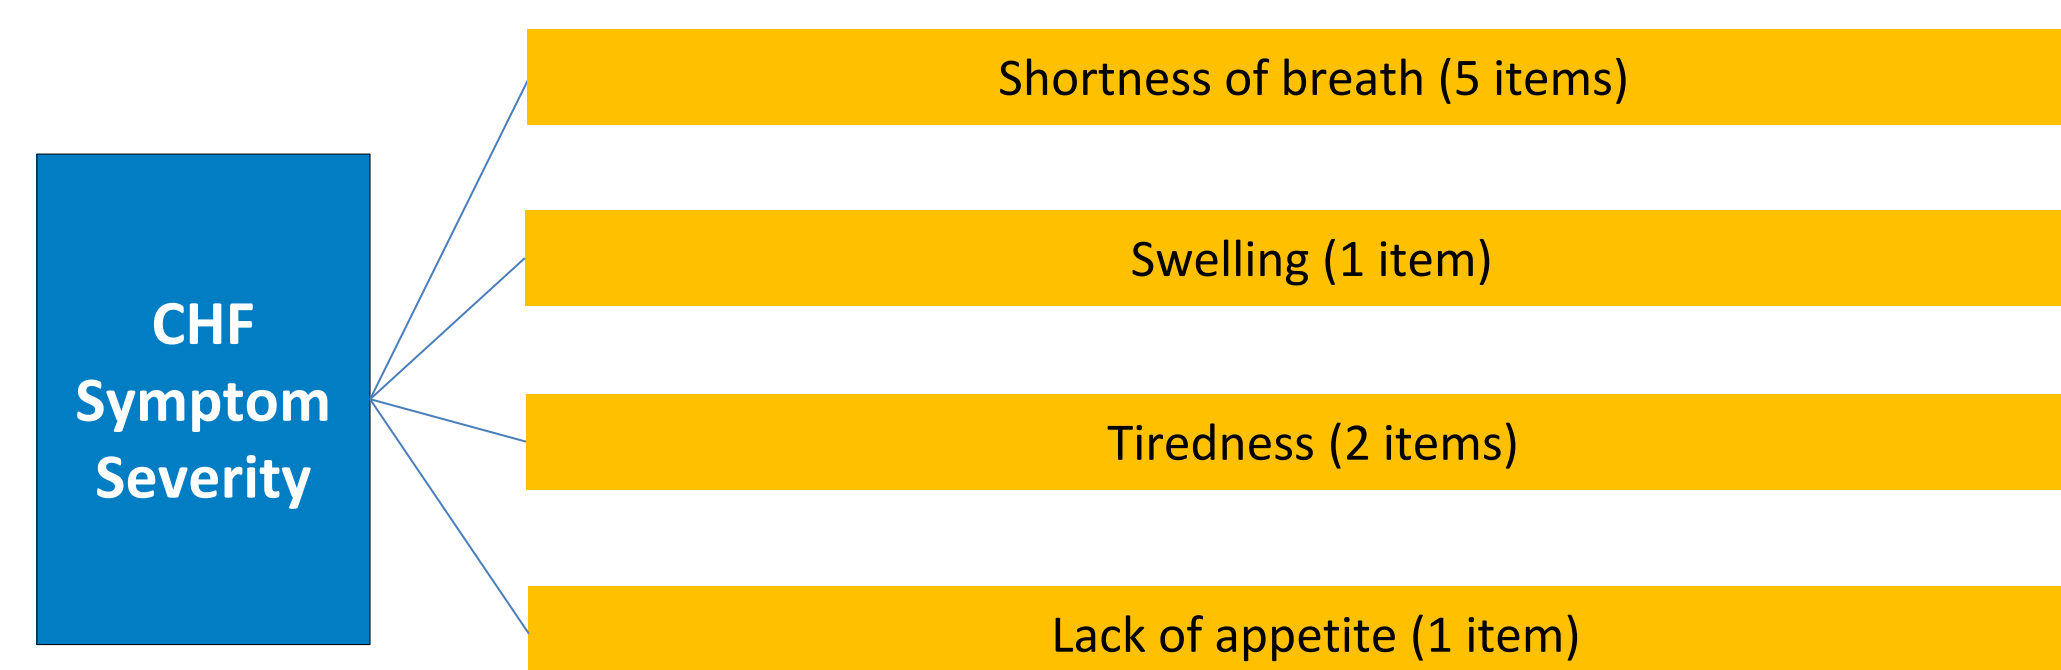 CHF
Symptom
Severity
Shortness of breath (5 items)
Swelling (1 item)
Tiredness (2 items)
Lack of appetite (1 item)